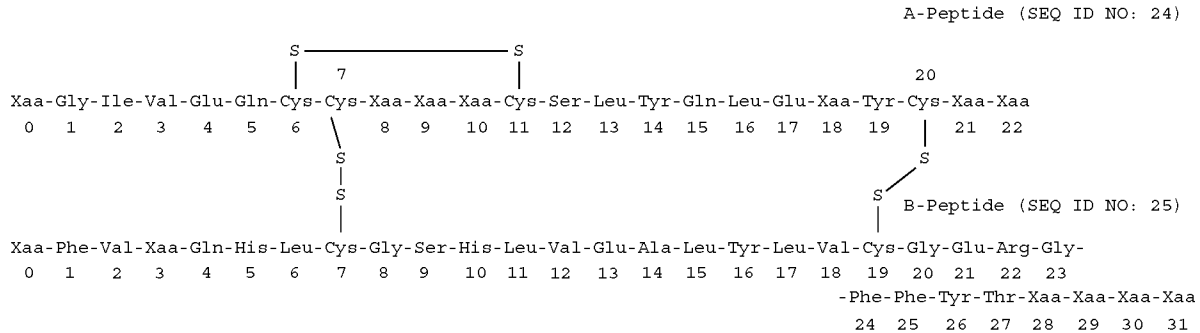 A-Peptide (SEQ ID NO: 24)
S S
7 20
Xaa-Gly-Ile-Val-Glu-Gln-Cys-Cys-Xaa-Xaa-Xaa-Cys-Ser-Leu-Tyr-Gln-Leu-Glu-Xaa-Tyr-Cys-Xaa-Xaa
0 1 2 3 4 5 6 8 9 10 11 12 13 14 15 16 17 18 19 21 22
S S
S S
B-Peptide (SEQ ID NO: 25)
Xaa-Phe-Val-Xaa-Gln-His-Leu-Cys-Gly-Ser-His-Leu-Val-Glu-Ala-Leu-Tyr-Leu-Val-Cys-Gly-Glu-Arg-Gly-
0 1 2 3 4 5 6 7 8 9 10 11 12 13 14 15 16 17 18 19 20 21 22 23
-Phe-Phe-Tyr-Thr-Xaa-Xaa-Xaa-Xaa
24 25 26 27 28 29 30 31